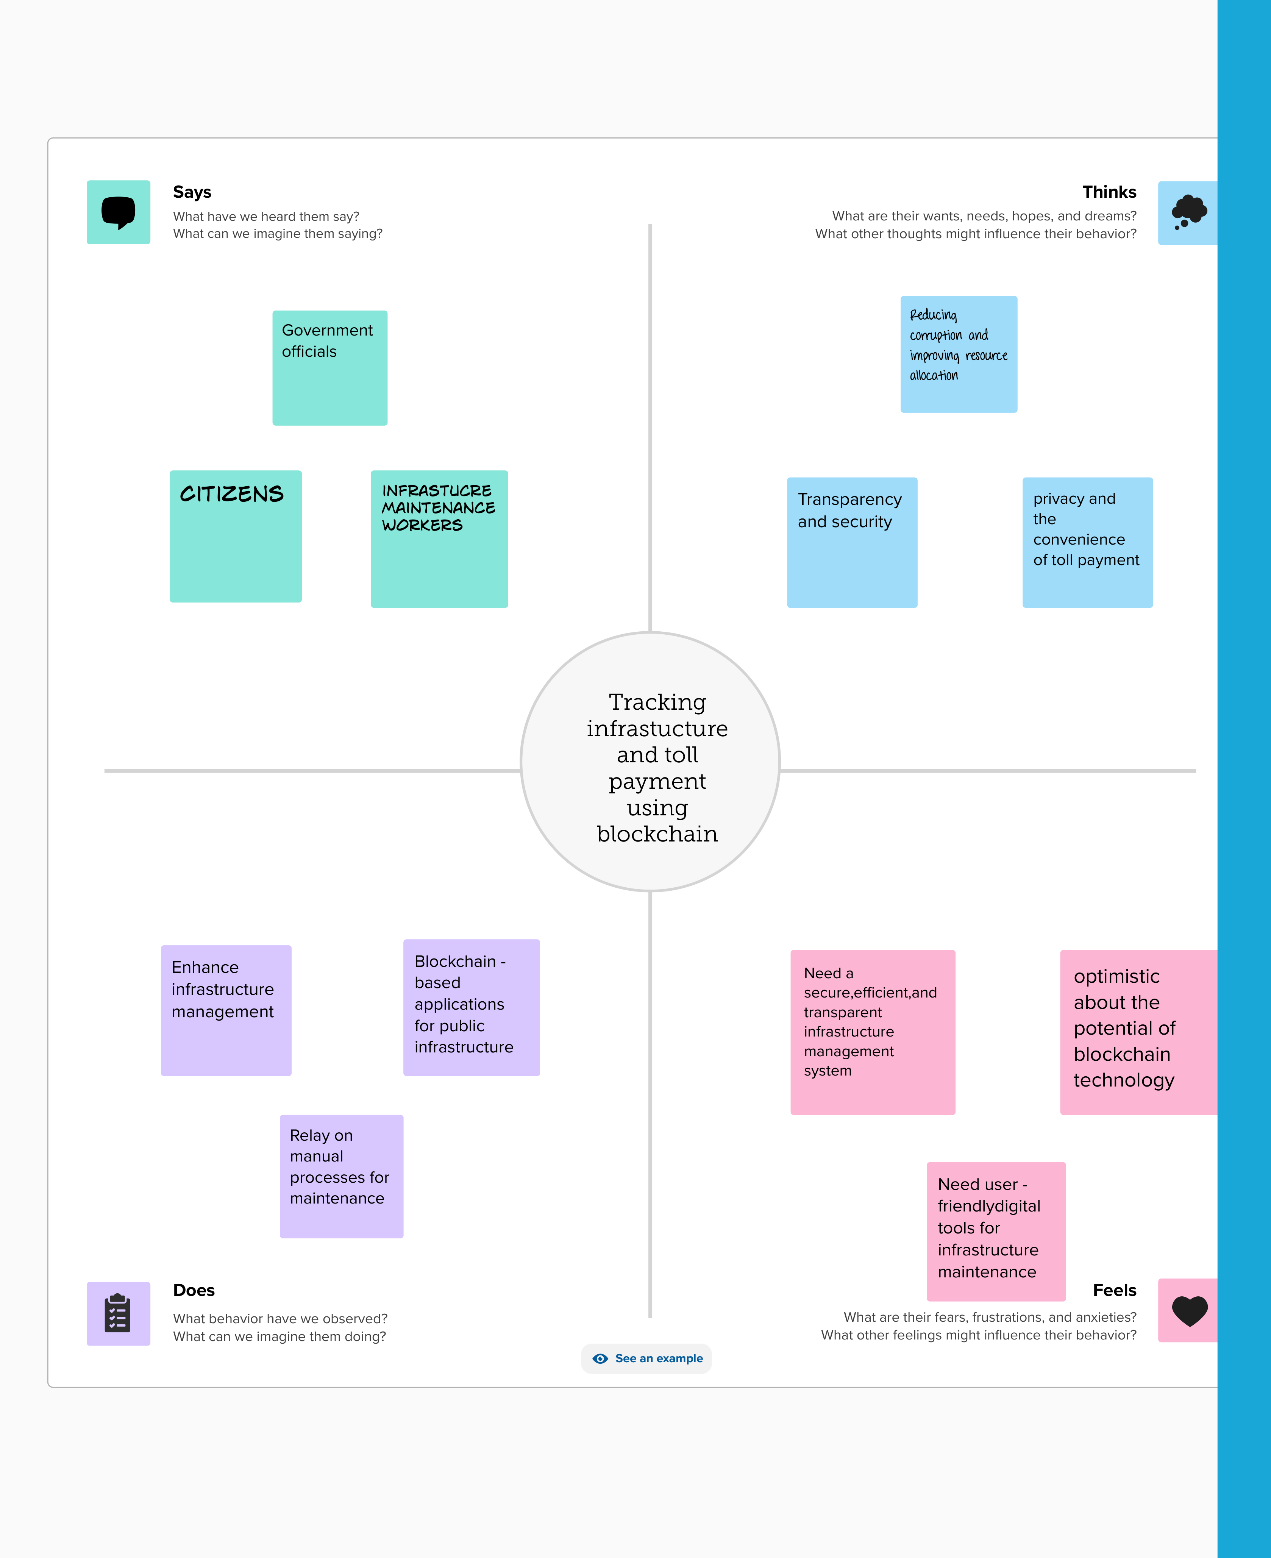 Says
What have we heard them say?
What can we imagine them saying?
Thinks
What are their wants, needs, hopes, and dreams?
What other thoughts might influence their behavior?
Government
officials
CITIZENS
INFRASTUCRE
MAINTENANCE
WORKERS
Reducing
corruption and
improving resource
allocation
Transparency
and security
privacy and
the
convenience
of toll payment
Tracking
infrastucture
and toll
payment
using
blockchain
Enhance
infrastructure
management
Blockchain -
based
applications
for public
infrastructure
Relay on
manual
processes for
maintenance
Need a
secure,efficient,and
transparent
infrastructure
management
system
optimistic
about the
potential of
blockchain
technology
Need user -
friendlydigital
tools for
infrastructure
maintenance
Does
What behavior have we observed?
What can we imagine them doing?
Feels
What are their fears, frustrations, and anxieties?
What other feelings might influence their behavior?
See an example